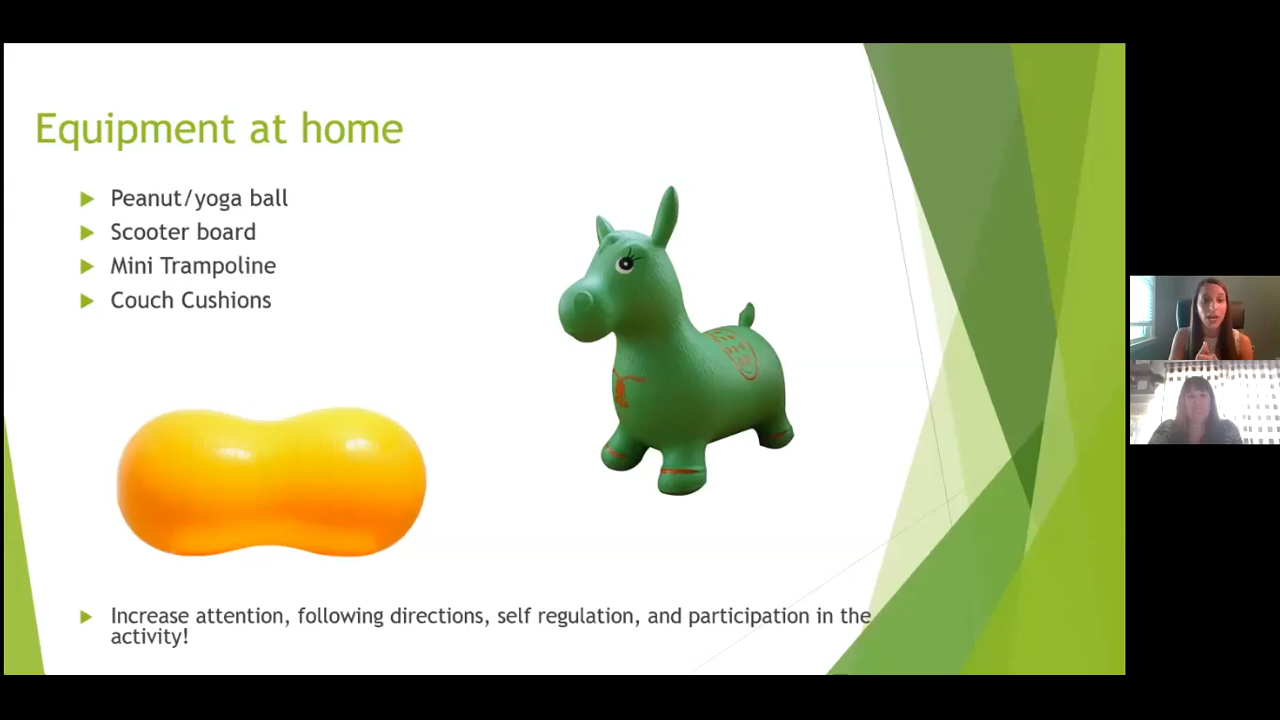 Equipment at home
Peanut/yoga ball
Scooter board
Mini Trampoline
Couch Cushions
Increase attention, following directions, self regulation, and participation in the
activity!